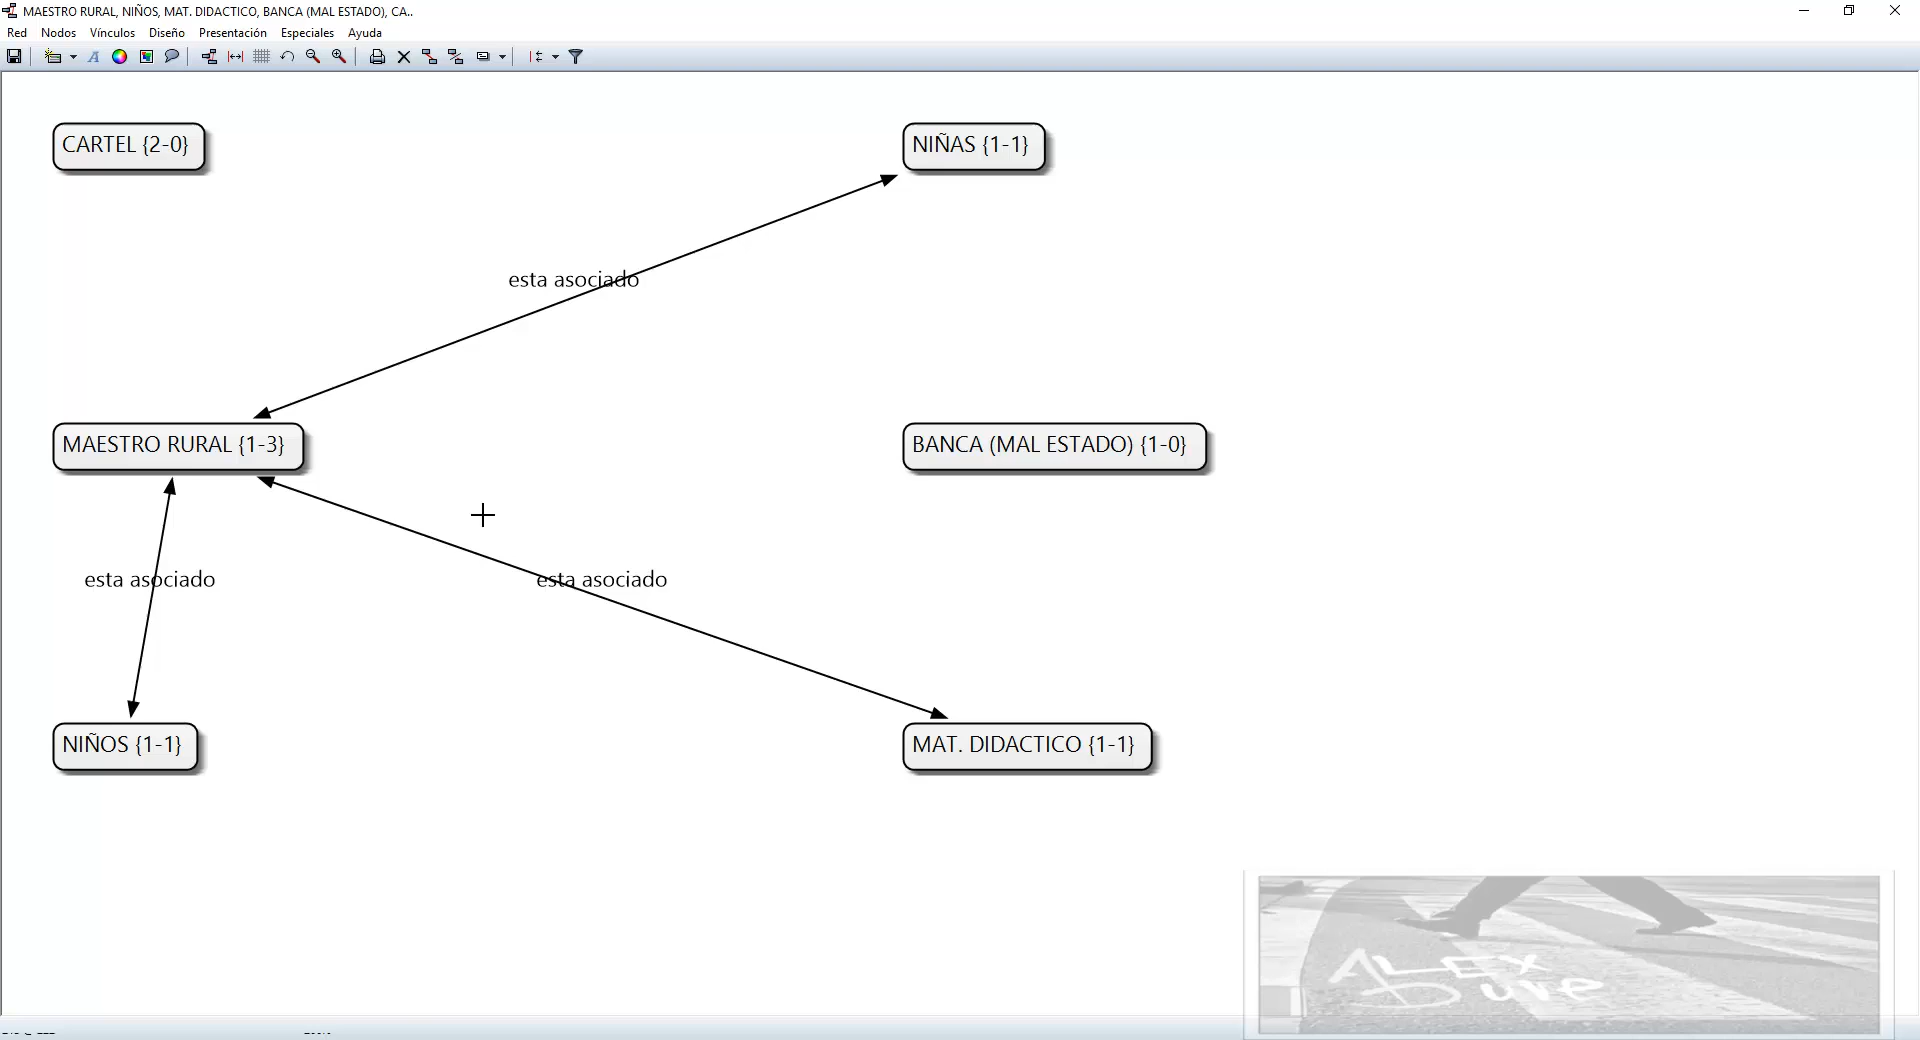 MAESTRO RURAL, NIÑOS, MAT. DIDACTICO, BANCA (MAL ESTADO), CA..
Red Nodos Vínculos Diseño Presentación Especiales Ayuda
CARTEL {2-0}
NIÑAS {1-1}
esta asociado
MAESTRO RURAL {1-3}
BANCA (MAL ESTADO) {1-0}
esta asociado
esta asociado
NIÑOS {1-1}
MAT. DIDACTICO {1-1}
ALEX